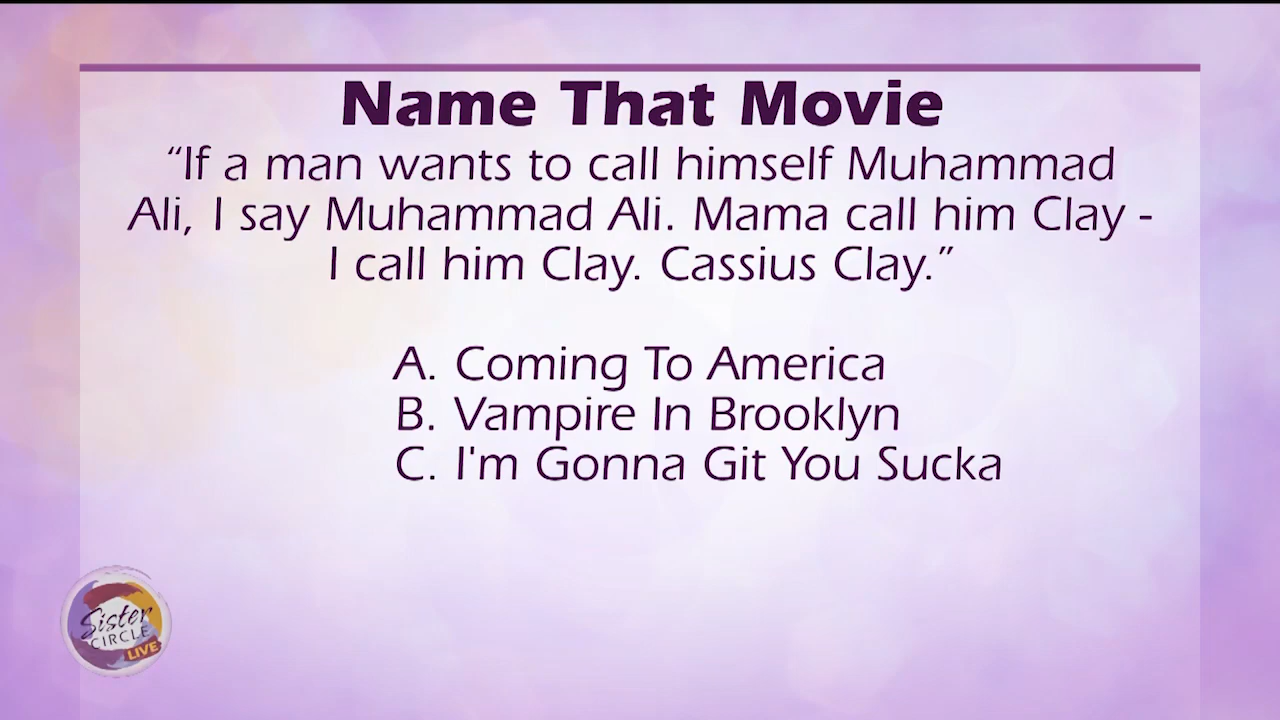 Name That Movie
“If a man wants to call himself Muhammad
Ali, I say Muhammad Ali. Mama call him Clay -
I call him Clay. Cassius Clay.”
A. Coming To America
B. Vampire In Brooklyn
C. I'm Gonna Git You Sucka
Sister
CIRCLE
LIVE